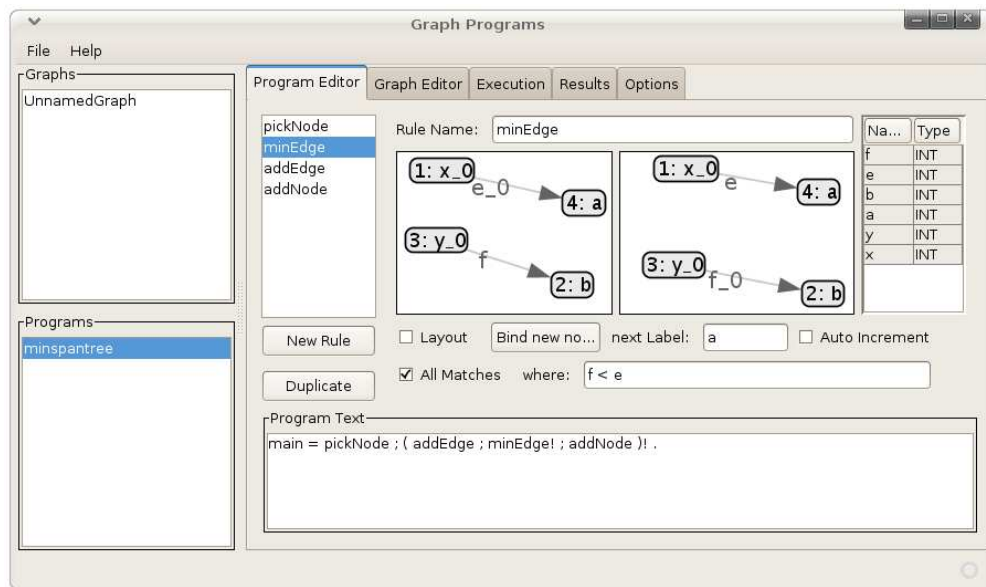 Graph Programs
File Help
Graphs
UnnamedGraph
Programs
minspantree
Program Editor Graph Editor Execution Results Options
pickNode
minEdge
addEdge
addNode
New Rule
Duplicate
Rule Name: minEdge
1: x_0
e_0
4: a
3: y_0
f
2: b
1: x_0
e
4: a
3: y_0
f_0
2: b
Na... Type
f INT
e INT
b INT
a INT
y INT
x INT
Layout Bind new no... next Label: a Auto Increment
All Matches where: f < e
Program Text
main = pickNode ; ( addEdge ; minEdge! ; addNode )! .